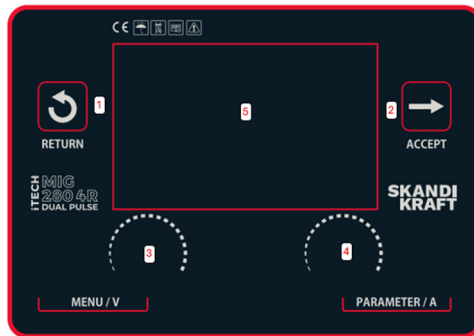 CE
1
5
2
RETURN
ACCEPT
iTECH
MIG
280 4R
DUAL PULSE
SKANDI
KRAFT
3
4
MENU / V
PARAMETER / A